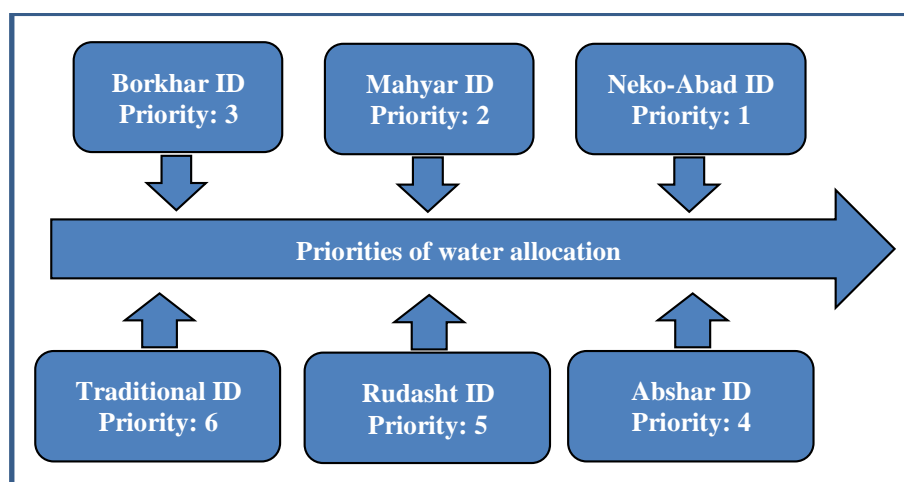 Borkhar ID
Priority: 3
Mahyar ID
Priority: 2
Neko-Abad ID
Priority: 1
Priorities of water allocation
Traditional ID
Priority: 6
Rudasht ID
Priority: 5
Abshar ID
Priority: 4